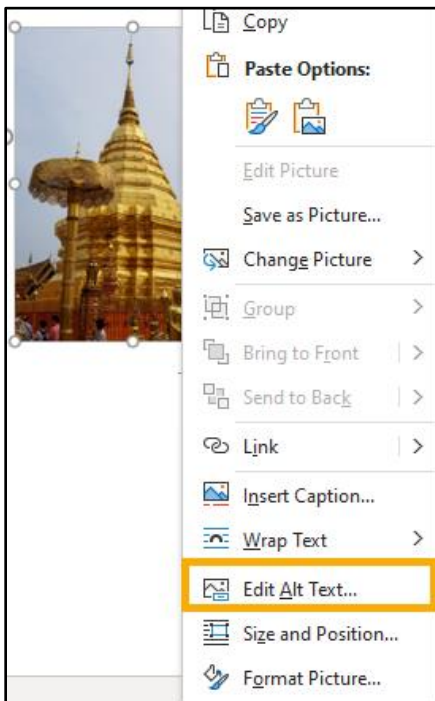 Copy
Paste Options:
Edit Picture
Save as Picture...
Change Picture
Group
Bring to Front
Send to Back
Link
Insert Caption...
Wrap Text
Edit Alt Text...
Size and Position...
Format Picture...